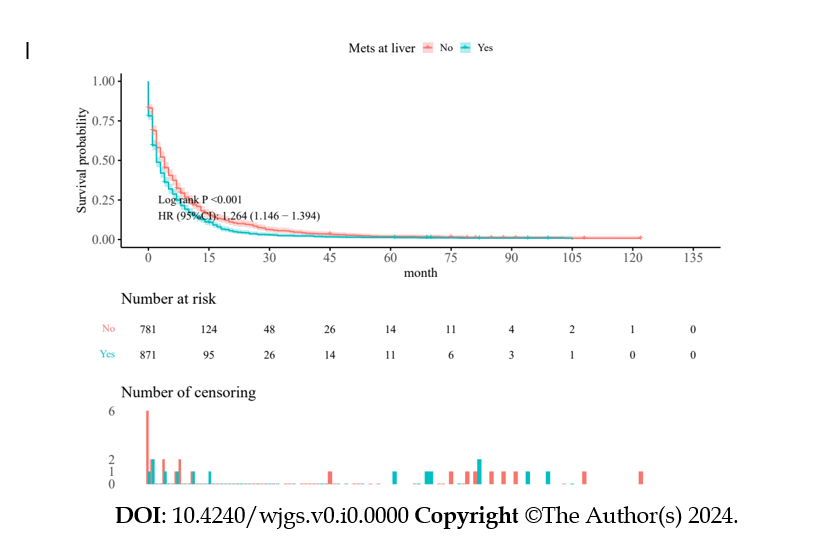 I
Mets at liver No Yes
Survival probability
1.00
0.75
0.50
0.25
0.00
Log rank P <0.001
HR (95%CI): 1.264 (1.146 − 1.394)
0 15 30 45 60 75 90 105 120 135
month
Number at risk
No 781 124 48 26 14 11 4 2 1 0
Yes 871 95 26 14 11 6 3 1 0 0
Number of censoring
6
2
1
0
DOI: 10.4240/wjgs.v0.i0.0000 Copyright ©The Author(s) 2024.